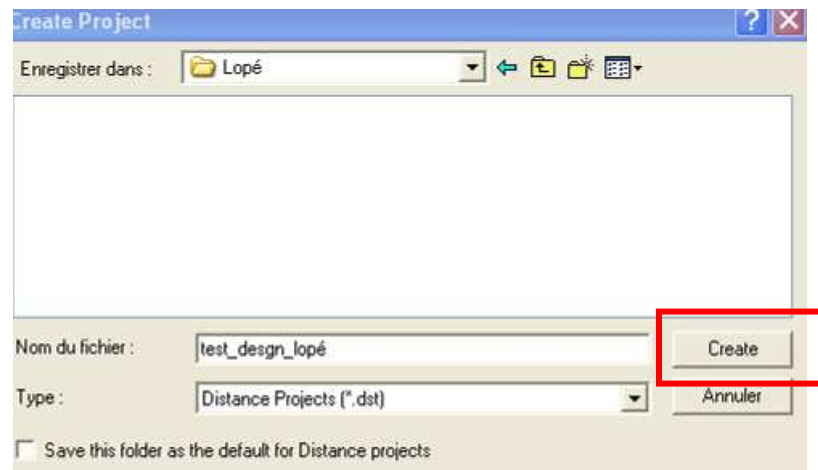 Create Project
Enregistrer dans : Lopé
Nom du fichier : test_desgn_lopé Create
Type : Distance Projects (*.dst) Annuler
Save this folder as the default for Distance projects